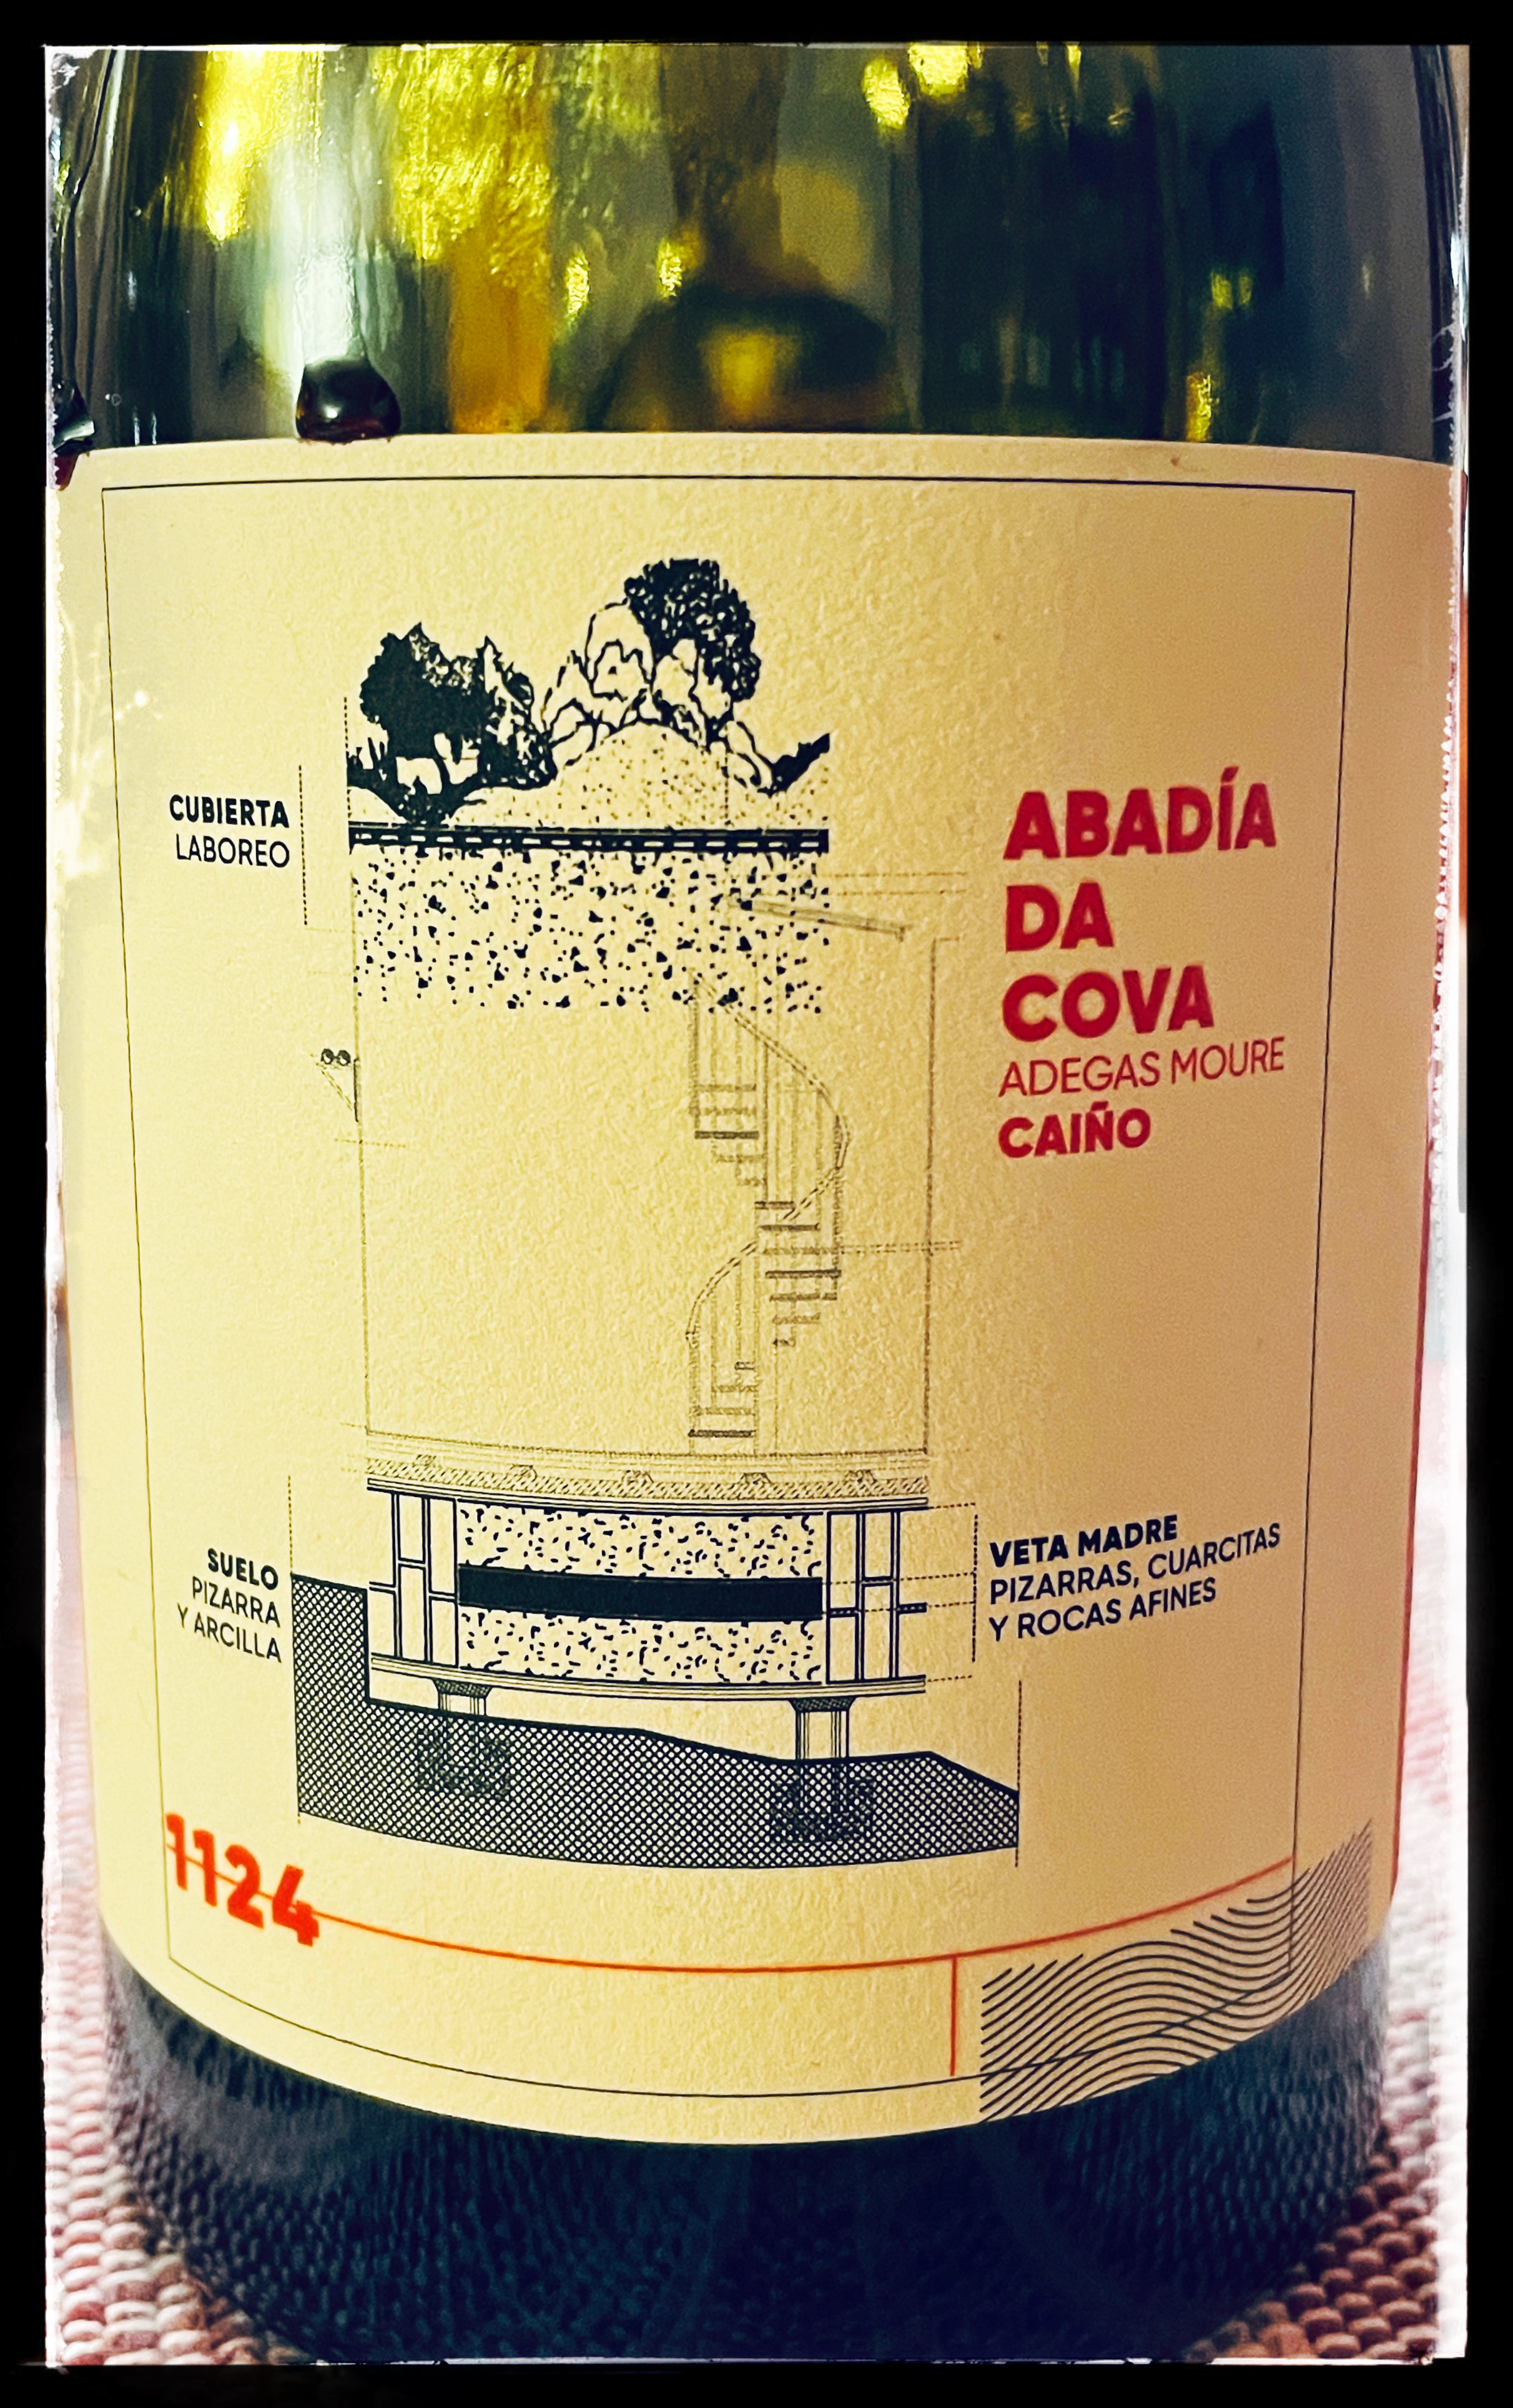 CUBIERTA
LABOREO
ABADÍA
DA
COVA
ADEGAS MOURE
CAIÑO
SUELO
PIZARRA
Y ARCILLA
VETA MADRE
PIZARRAS, CUARCITAS
Y ROCAS AFINES
1124